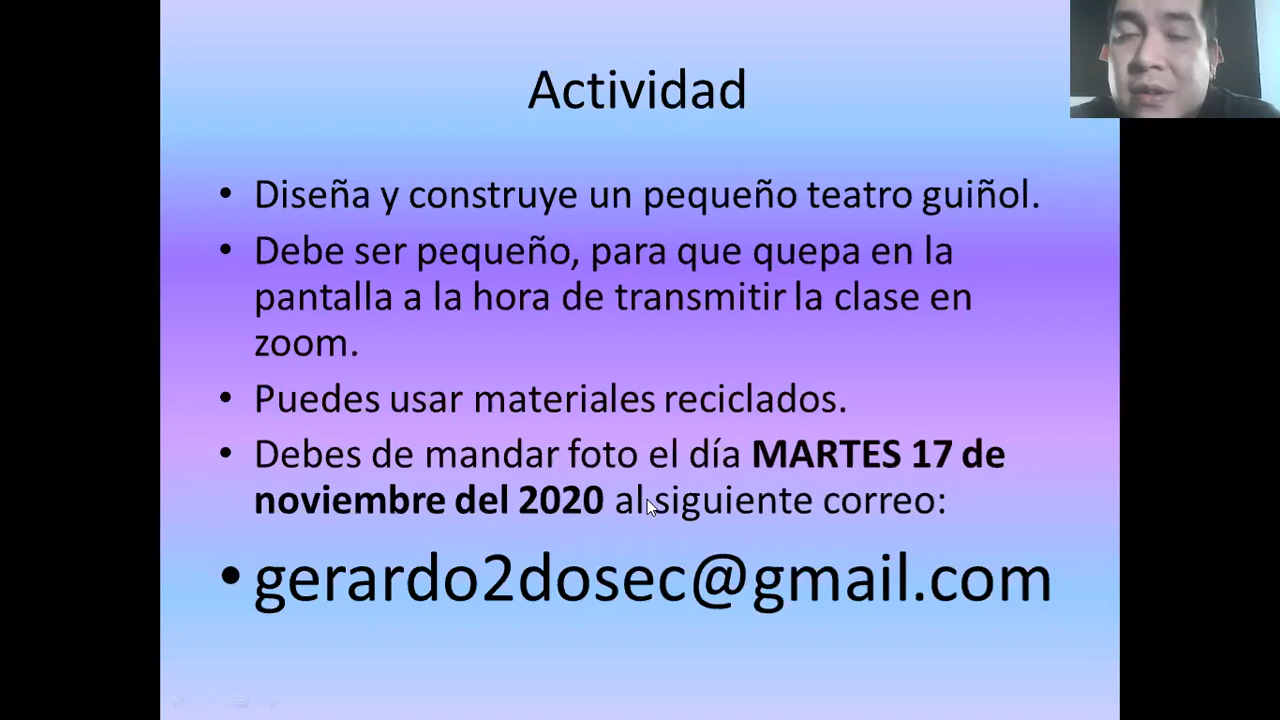 Actividad
• Diseña y construye un pequeño teatro guiñol.
• Debe ser pequeño, para que quepa en la
pantalla a la hora de transmitir la clase en
zoom.
• Puedes usar materiales reciclados.
• Debes de mandar foto el día MARTES 17 de
noviembre del 2020 al siguiente correo:
• gerardo2dosec@gmail.com